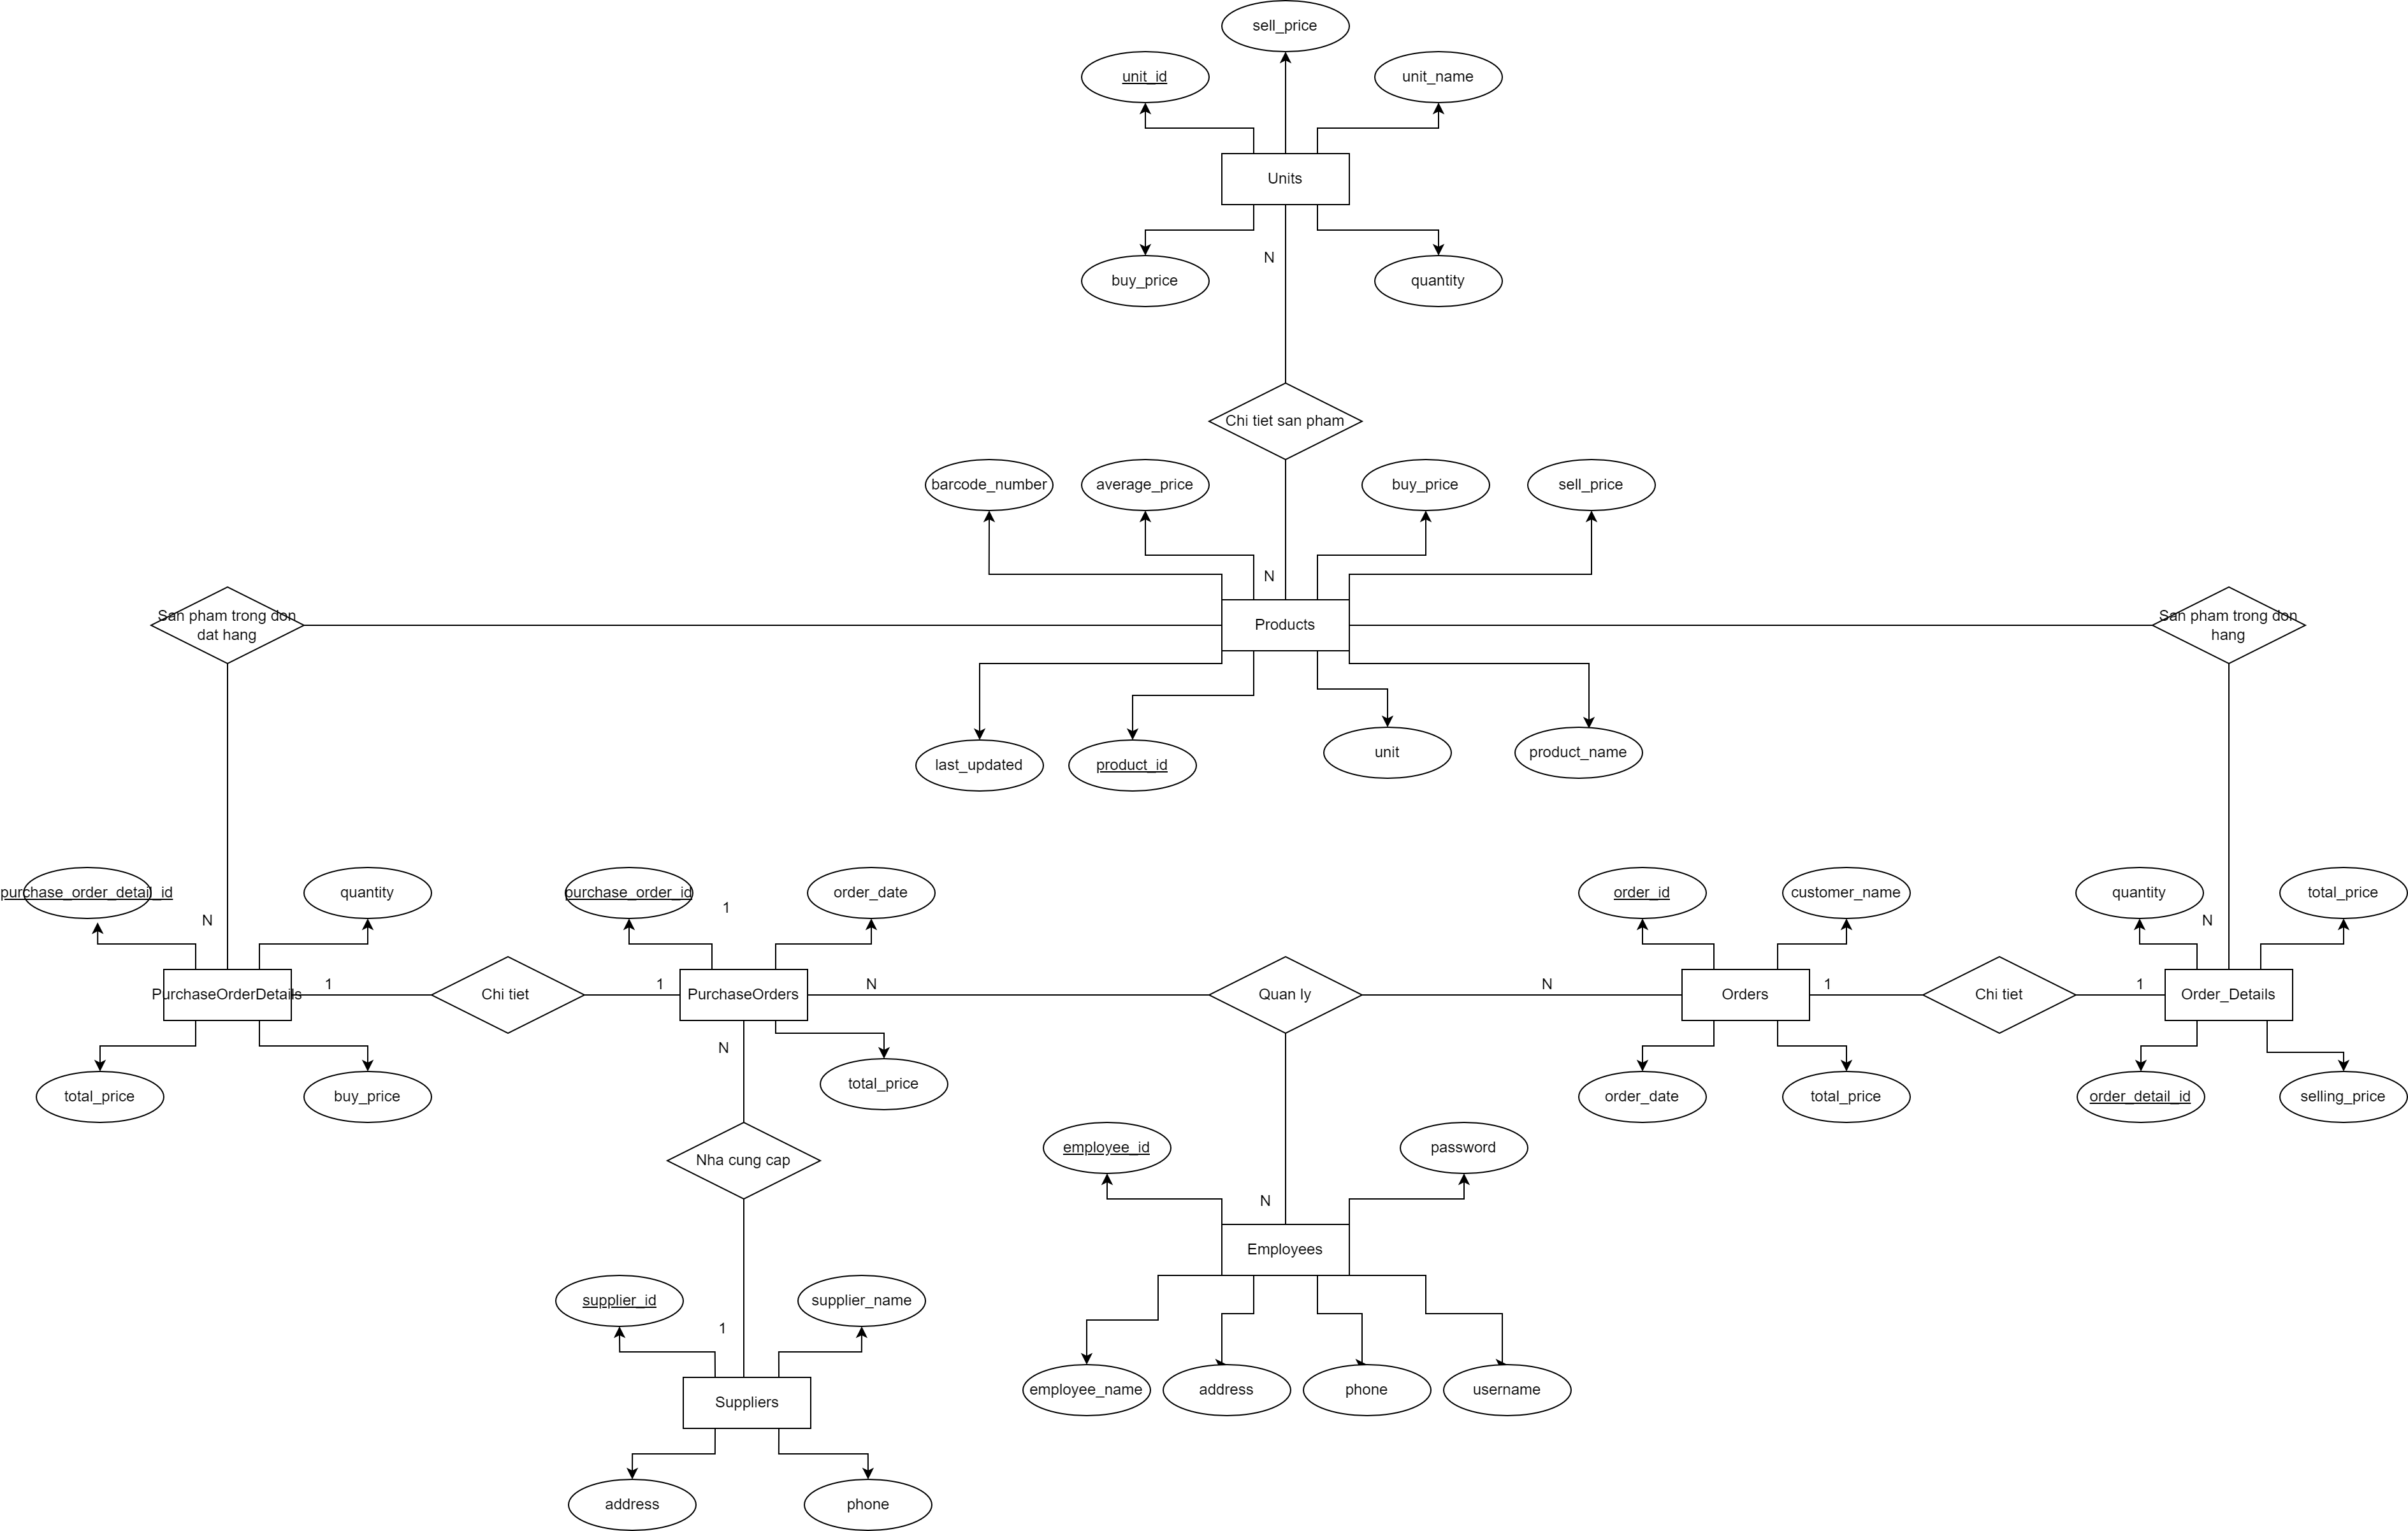 sell_price
unit_id
unit_name
Units
N
buy_price
quantity
Chi tiet san pham
barcode_number
average_price
buy_price
sell_price
N
San pham trong don
dat hang
Products
San pham trong don
hang
last_updated
product_id
unit
product_name
purchase_order_detail_id
quantity
purchase_order_id
1
order_date
order_id
customer_name
quantity
total_price
N
N
PurchaseOrderDetails
1
Chi tiet
1
PurchaseOrders
N
Quan ly
N
Orders
1
Chi tiet
1
Order_Details
N
total_price
total_price
buy_price
order_date
total_price
order_detail_id
selling_price
Nha cung cap
employee_id
password
N
Employees
supplier_id
supplier_name
1
employee_name
address
phone
username
Suppliers
address
phone